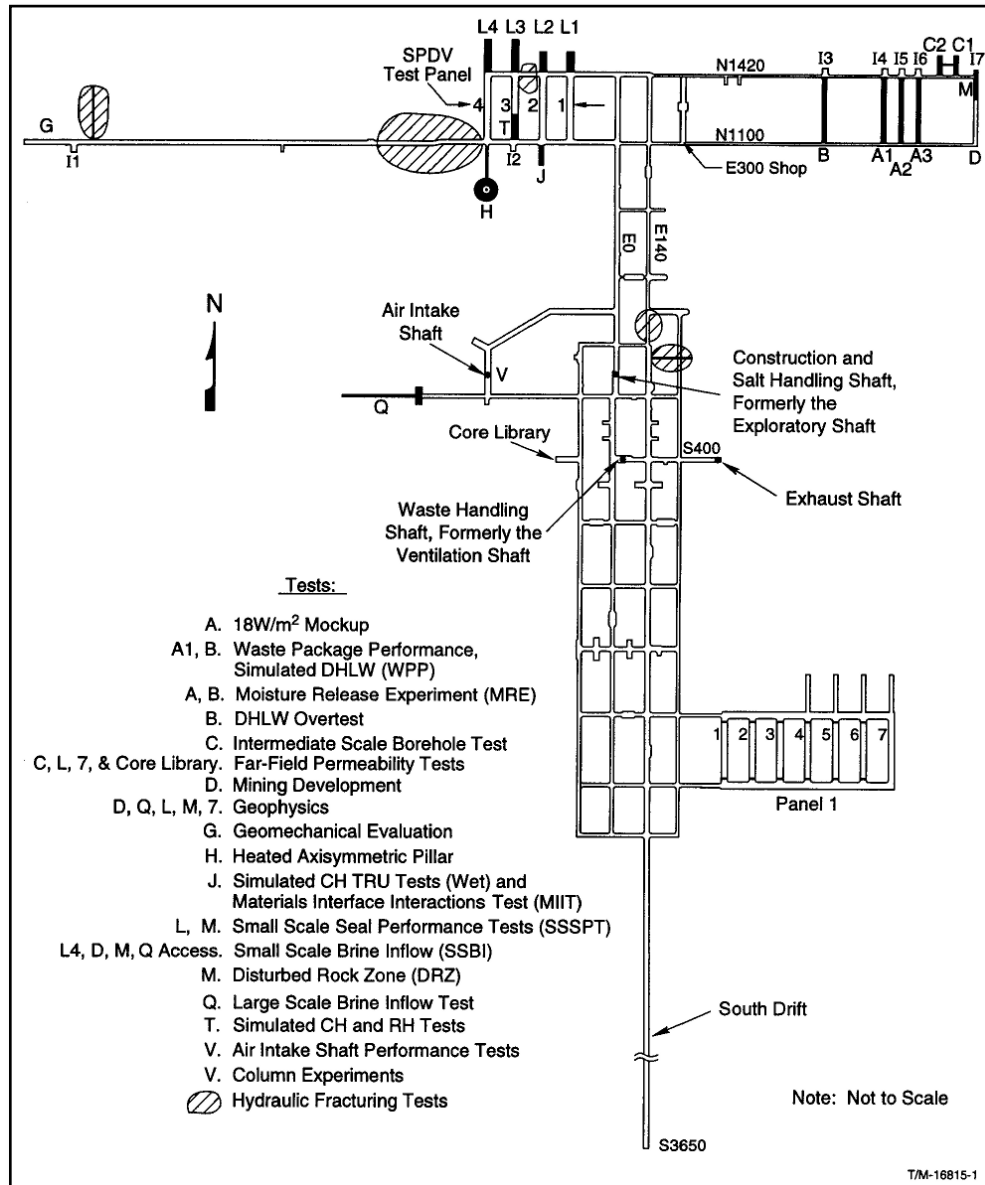 L4 L3 L2 L1
SPDV
Test Panel
4 3 2 1
T
G
I1
I2
J
H
N1420
N1100
E300 Shop
I3
I4 I5 I6
C2 C1
I7
M
B
A1 A3
A2
D
E0
E140
N
Air Intake
Shaft
V
Q
Construction and
Salt Handling Shaft,
Formerly the
Exploratory Shaft
Core Library
S400
Exhaust Shaft
Waste Handling
Shaft, Formerly the
Ventilation Shaft
Tests:
A. 18W/m² Mockup
A1, B. Waste Package Performance,
Simulated DHLW (WPP)
A, B. Moisture Release Experiment (MRE)
B. DHLW Overtest
C. Intermediate Scale Borehole Test
C, L, 7, & Core Library. Far-Field Permeability Tests
D. Mining Development
D, Q, L, M, 7. Geophysics
G. Geomechanical Evaluation
H. Heated Axisymmetric Pillar
J. Simulated CH TRU Tests (Wet) and
Materials Interface Interactions Test (MIIT)
L, M. Small Scale Seal Performance Tests (SSSPT)
L4, D, M, Q Access. Small Scale Brine Inflow (SSBI)
M. Disturbed Rock Zone (DRZ)
Q. Large Scale Brine Inflow Test
T. Simulated CH and RH Tests
V. Air Intake Shaft Performance Tests
V. Column Experiments
Hydraulic Fracturing Tests
1 2 3 4 5 6 7
Panel 1
South Drift
Note: Not to Scale
S3650
T/M-16815-1